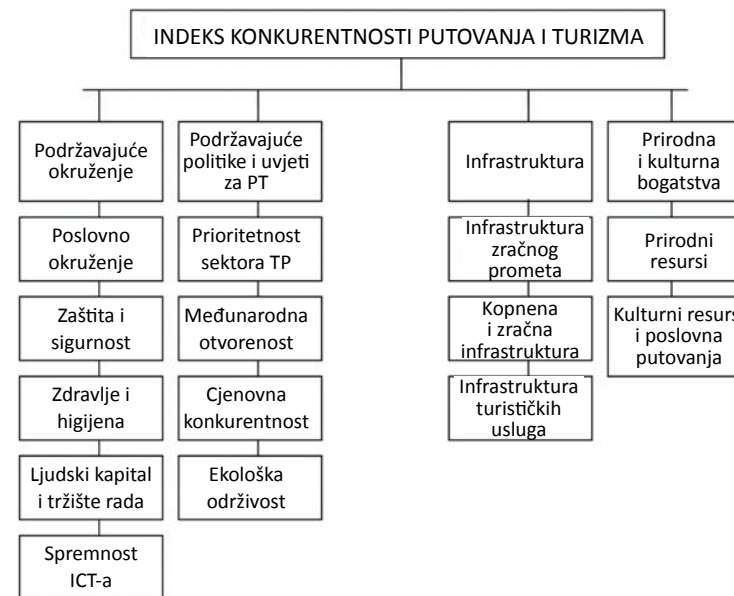 INDEKS KONKURENTNOSTI PUTOVANJA I TURIZMA
Podržavajuće
okruženje
Poslovno
okruženje
Zaštita i
sigurnost
Zdravlje i
higijena
Ljudski kapital
i tržište rada
Spremnost
ICT-a
Podržavajuće
politike i uvjeti
za PT
Prioritetnost
sektora TP
Međunarodna
otvorenost
Cjenovna
konkurentnost
Ekološka
održivost
Infrastruktura
Infrastruktura
zračnog
prometa
Kopnena
i zračna
infrastruktura
Infrastruktura
turističkih
usluga
Prirodna
i kulturna
bogatstva
Prirodni
resursi
Kulturni resursi
i poslovna
putovanja